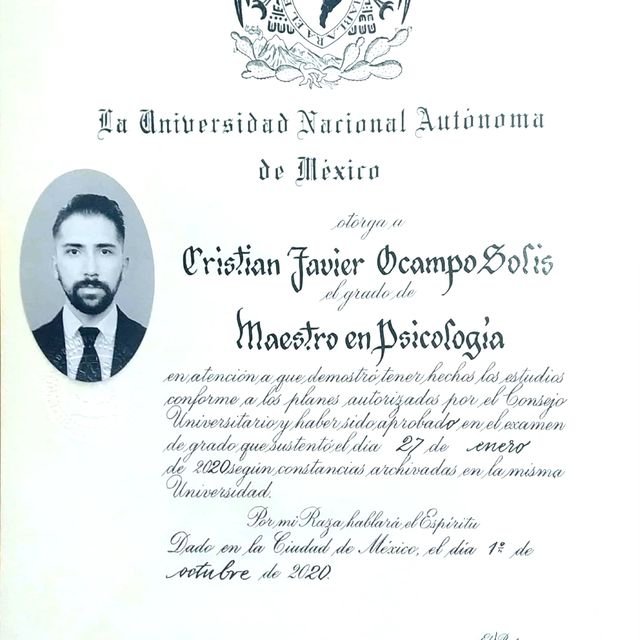 HABLARA EL E
La Universidad Nacional Autónoma
de México
otorga a
Cristian Javier Ocampo Solis
el grado de
Maestro en Psicología
en atención a que demostró tener hechos los estudios
conforme a los planes autorizados por el Consejo
Universitario y haber sido aprobado en el examen
de grado que sustentó el día 27 de enero
de 2020 según constancias archivadas en la misma
Universidad.
Por mi Raza hablará el Espíritu
Dado en la Ciudad de México, el día 1º de
octubre de 2020.